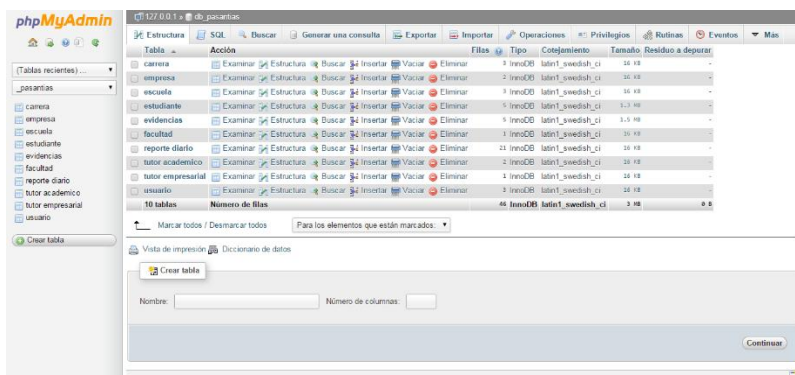 phpMyAdmin
(Tablas recientes) ...
_pasantias
carrera
empresa
escuela
estudiante
evidencias
facultad
reporte diario
tutor academico
tutor empresarial
usuario
Crear tabla
127.0.0.1 » db_pasantias
Estructura SQL Buscar Generar una consulta Exportar Importar Operaciones Privilegios Rutinas Eventos Más
Tabla Acción Filas Tipo Cotejamiento Tamaño Residuo a depurar
carrera Examinar Estructura Buscar Insertar Vaciar Eliminar 3 InnoDB latin1_swedish_ci 16 KB -
empresa Examinar Estructura Buscar Insertar Vaciar Eliminar 2 InnoDB latin1_swedish_ci 16 KB -
escuela Examinar Estructura Buscar Insertar Vaciar Eliminar 3 InnoDB latin1_swedish_ci 16 KB -
estudiante Examinar Estructura Buscar Insertar Vaciar Eliminar 5 InnoDB latin1_swedish_ci MB -
evidencias Examinar Estructura Buscar Insertar Vaciar Eliminar 5 InnoDB latin1_swedish_ci MB -
facultad Examinar Estructura Buscar Insertar Vaciar Eliminar 1 InnoDB latin1_swedish_ci 16 KB -
reporte diario Examinar Estructura Buscar Insertar Vaciar Eliminar 21 InnoDB latin1_swedish_ci 16 KB -
tutor academico Examinar Estructura Buscar Insertar Vaciar Eliminar 2 InnoDB latin1_swedish_ci 16 KB -
tutor empresarial Examinar Estructura Buscar Insertar Vaciar Eliminar 1 InnoDB latin1_swedish_ci 16 KB -
usuario Examinar Estructura Buscar Insertar Vaciar Eliminar 3 InnoDB latin1_swedish_ci 16 KB -
10 tablas Número de filas 46 InnoDB latin1_swedish_ci 3 MB 0 B
Marcar todos / Desmarcar todos Para los elementos que están marcados:
Vista de impresión Diccionario de datos
Crear tabla
Nombre: Número de columnas:
Continuar